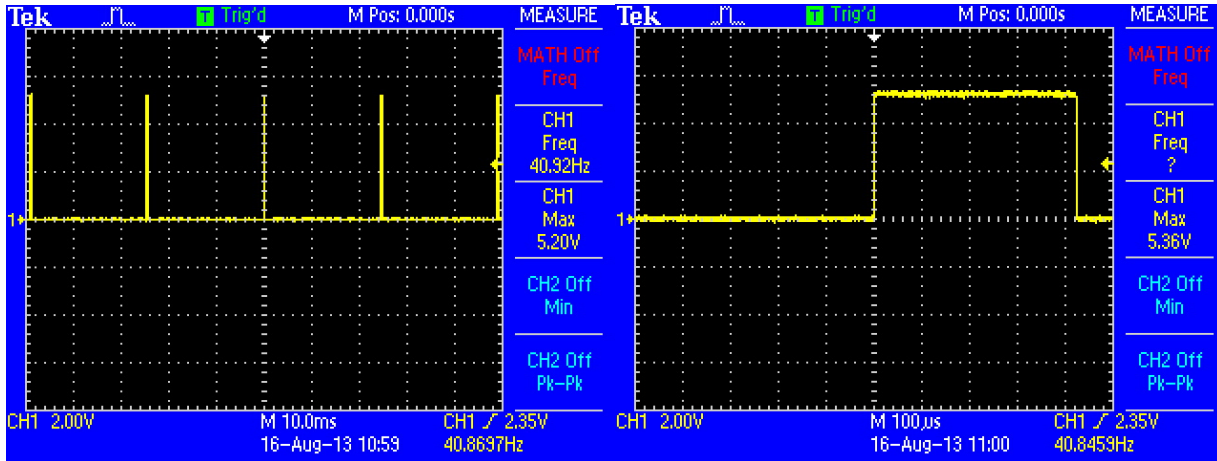 Tek T Trig'd M Pos: 0.000s MEASURE
MATH Off
Freq
CH1
Freq
40.92Hz
CH1
Max
5.20V
CH2 Off
Min
CH2 Off
Pk-Pk
1
CH1 2.00V M 10.0ms CH1 2.35V
16-Aug-13 10:59 40.8697Hz
Tek T Trig'd M Pos: 0.000s MEASURE
MATH Off
Freq
CH1
Freq
?
CH1
Max
5.36V
CH2 Off
Min
CH2 Off
Pk-Pk
1
CH1 2.00V M 100µs CH1 2.35V
16-Aug-13 11:00 40.8459Hz